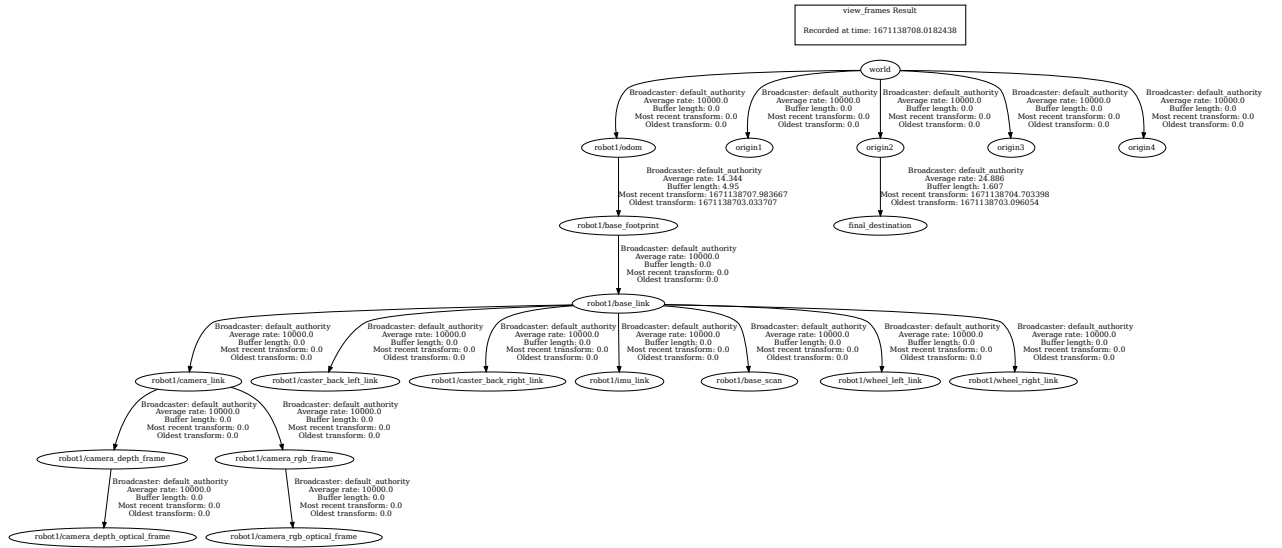 view_frames Result
Recorded at time: 1671138708.0182438
world
Broadcaster: default_authority
Average rate: 10000.0
Buffer length: 0.0
Most recent transform: 0.0
Oldest transform: 0.0
Broadcaster: default_authority
Average rate: 10000.0
Buffer length: 0.0
Most recent transform: 0.0
Oldest transform: 0.0
Broadcaster: default_authority
Average rate: 10000.0
Buffer length: 0.0
Most recent transform: 0.0
Oldest transform: 0.0
Broadcaster: default_authority
Average rate: 10000.0
Buffer length: 0.0
Most recent transform: 0.0
Oldest transform: 0.0
Broadcaster: default_authority
Average rate: 10000.0
Buffer length: 0.0
Most recent transform: 0.0
Oldest transform: 0.0
robot1/odom
origin1
origin2
origin3
origin4
Broadcaster: default_authority
Average rate: 14.344
Buffer length: 4.95
Most recent transform: 1671138707.983667
Oldest transform: 1671138703.033707
Broadcaster: default_authority
Average rate: 24.886
Buffer length: 1.607
Most recent transform: 1671138704.703398
Oldest transform: 1671138703.096054
robot1/base_footprint
final_destination
Broadcaster: default_authority
Average rate: 10000.0
Buffer length: 0.0
Most recent transform: 0.0
Oldest transform: 0.0
robot1/base_link
Broadcaster: default_authority
Average rate: 10000.0
Buffer length: 0.0
Most recent transform: 0.0
Oldest transform: 0.0
Broadcaster: default_authority
Average rate: 10000.0
Buffer length: 0.0
Most recent transform: 0.0
Oldest transform: 0.0
Broadcaster: default_authority
Average rate: 10000.0
Buffer length: 0.0
Most recent transform: 0.0
Oldest transform: 0.0
Broadcaster: default_authority
Average rate: 10000.0
Buffer length: 0.0
Most recent transform: 0.0
Oldest transform: 0.0
Broadcaster: default_authority
Average rate: 10000.0
Buffer length: 0.0
Most recent transform: 0.0
Oldest transform: 0.0
Broadcaster: default_authority
Average rate: 10000.0
Buffer length: 0.0
Most recent transform: 0.0
Oldest transform: 0.0
Broadcaster: default_authority
Average rate: 10000.0
Buffer length: 0.0
Most recent transform: 0.0
Oldest transform: 0.0
robot1/camera_link
robot1/caster_back_left_link
robot1/caster_back_right_link
robot1/imu_link
robot1/base_scan
robot1/wheel_left_link
robot1/wheel_right_link
Broadcaster: default_authority
Average rate: 10000.0
Buffer length: 0.0
Most recent transform: 0.0
Oldest transform: 0.0
Broadcaster: default_authority
Average rate: 10000.0
Buffer length: 0.0
Most recent transform: 0.0
Oldest transform: 0.0
robot1/camera_depth_frame
robot1/camera_rgb_frame
Broadcaster: default_authority
Average rate: 10000.0
Buffer length: 0.0
Most recent transform: 0.0
Oldest transform: 0.0
Broadcaster: default_authority
Average rate: 10000.0
Buffer length: 0.0
Most recent transform: 0.0
Oldest transform: 0.0
robot1/camera_depth_optical_frame
robot1/camera_rgb_optical_frame